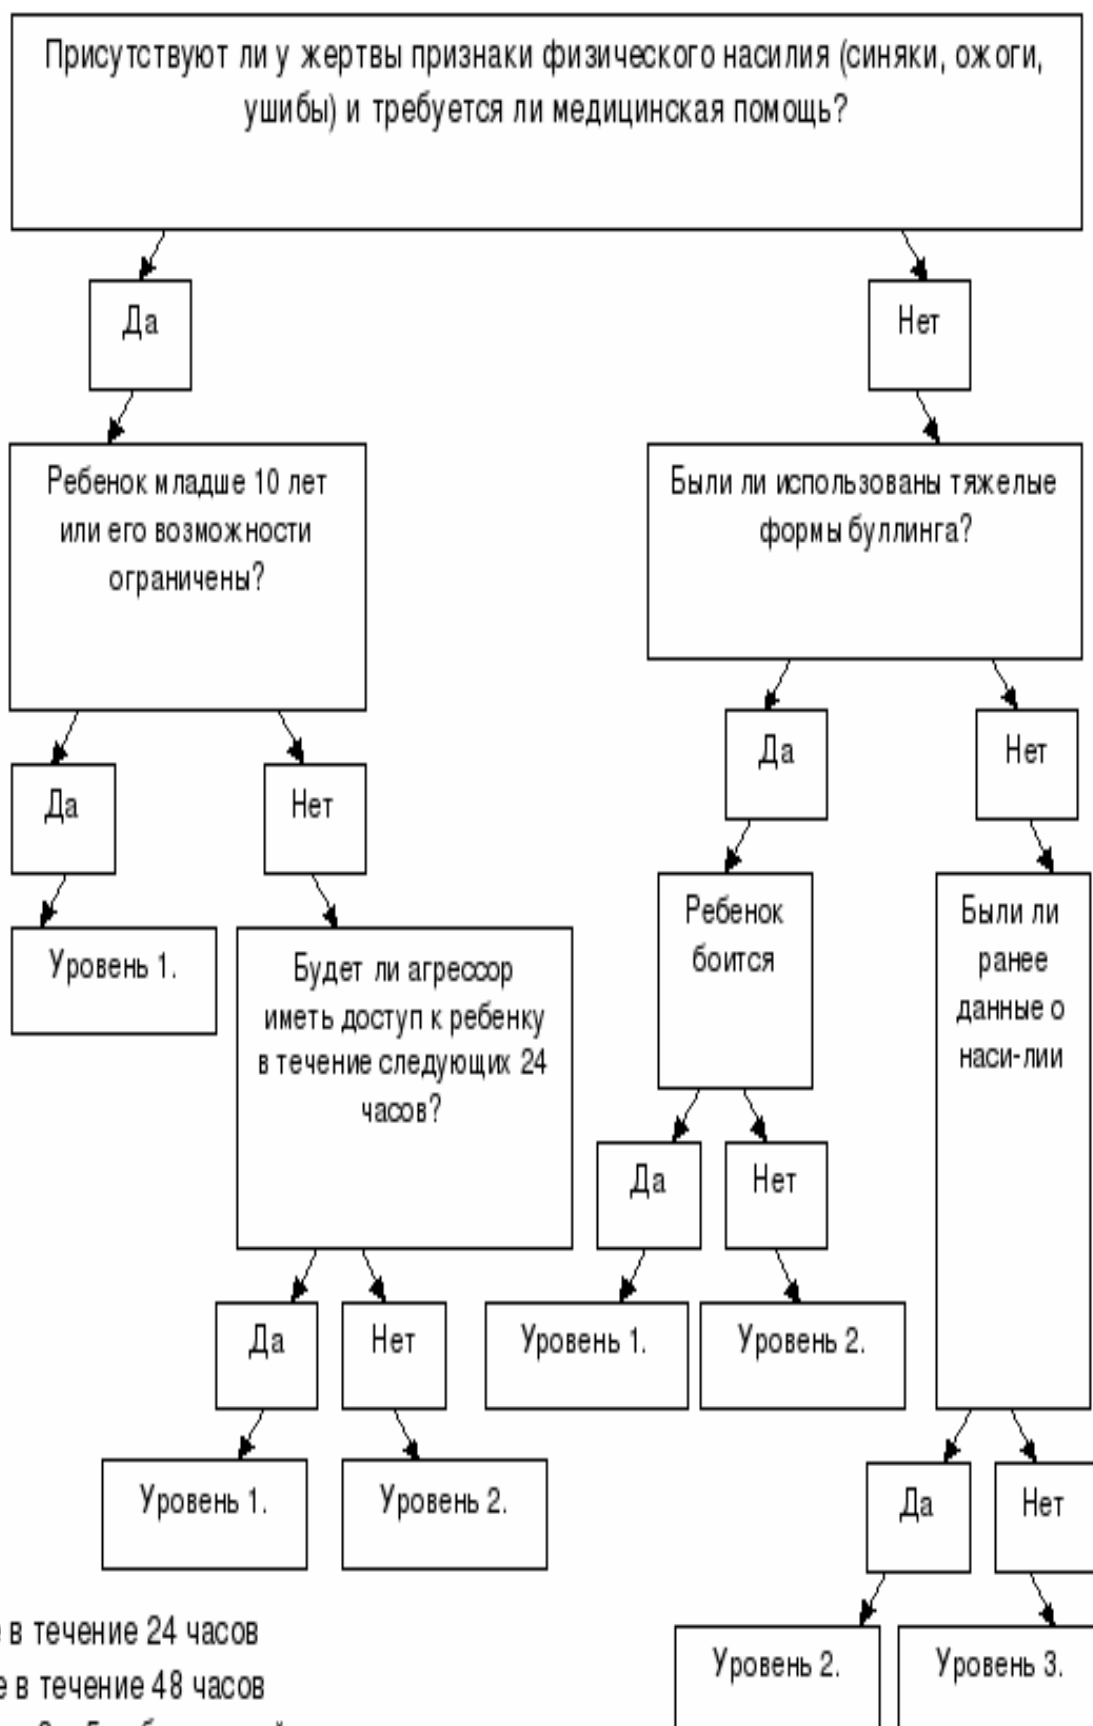 Присутствуют ли у жертвы признаки физического насилия (синяки, ожоги,
ушибы) и требуется ли медицинская помощь?
Да
Нет
Ребенок младше 10 лет
или его возможности
ограничены?
Были ли использованы тяжелые
формы буллинга?
Да
Нет
Да
Нет
Уровень 1.
Будет ли агрессор
иметь доступ к ребенку
в течение следующих 24
часов?
Ребенок
боится
Были ли
ранее
данные о
наси-лии
Да
Нет
Да
Нет
Уровень 1.
Уровень 2.
Уровень 1.
Уровень 2.
Да
Нет
Уровень 2.
Уровень 3.
е в течение 24 часов
е в течение 48 часов